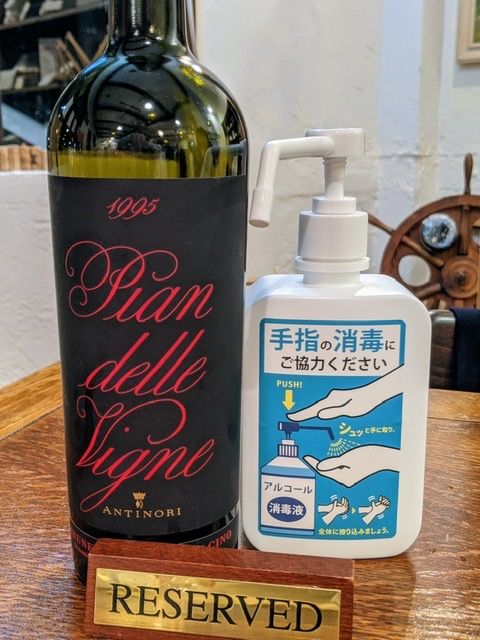 1995
Pian
delle
Vigne
ANTINORI
RESERVED
手指の消毒に
ご協力ください
PUSH!
シュッと手に取り、
アルコール
消毒液
全体に擦り込みましょう。